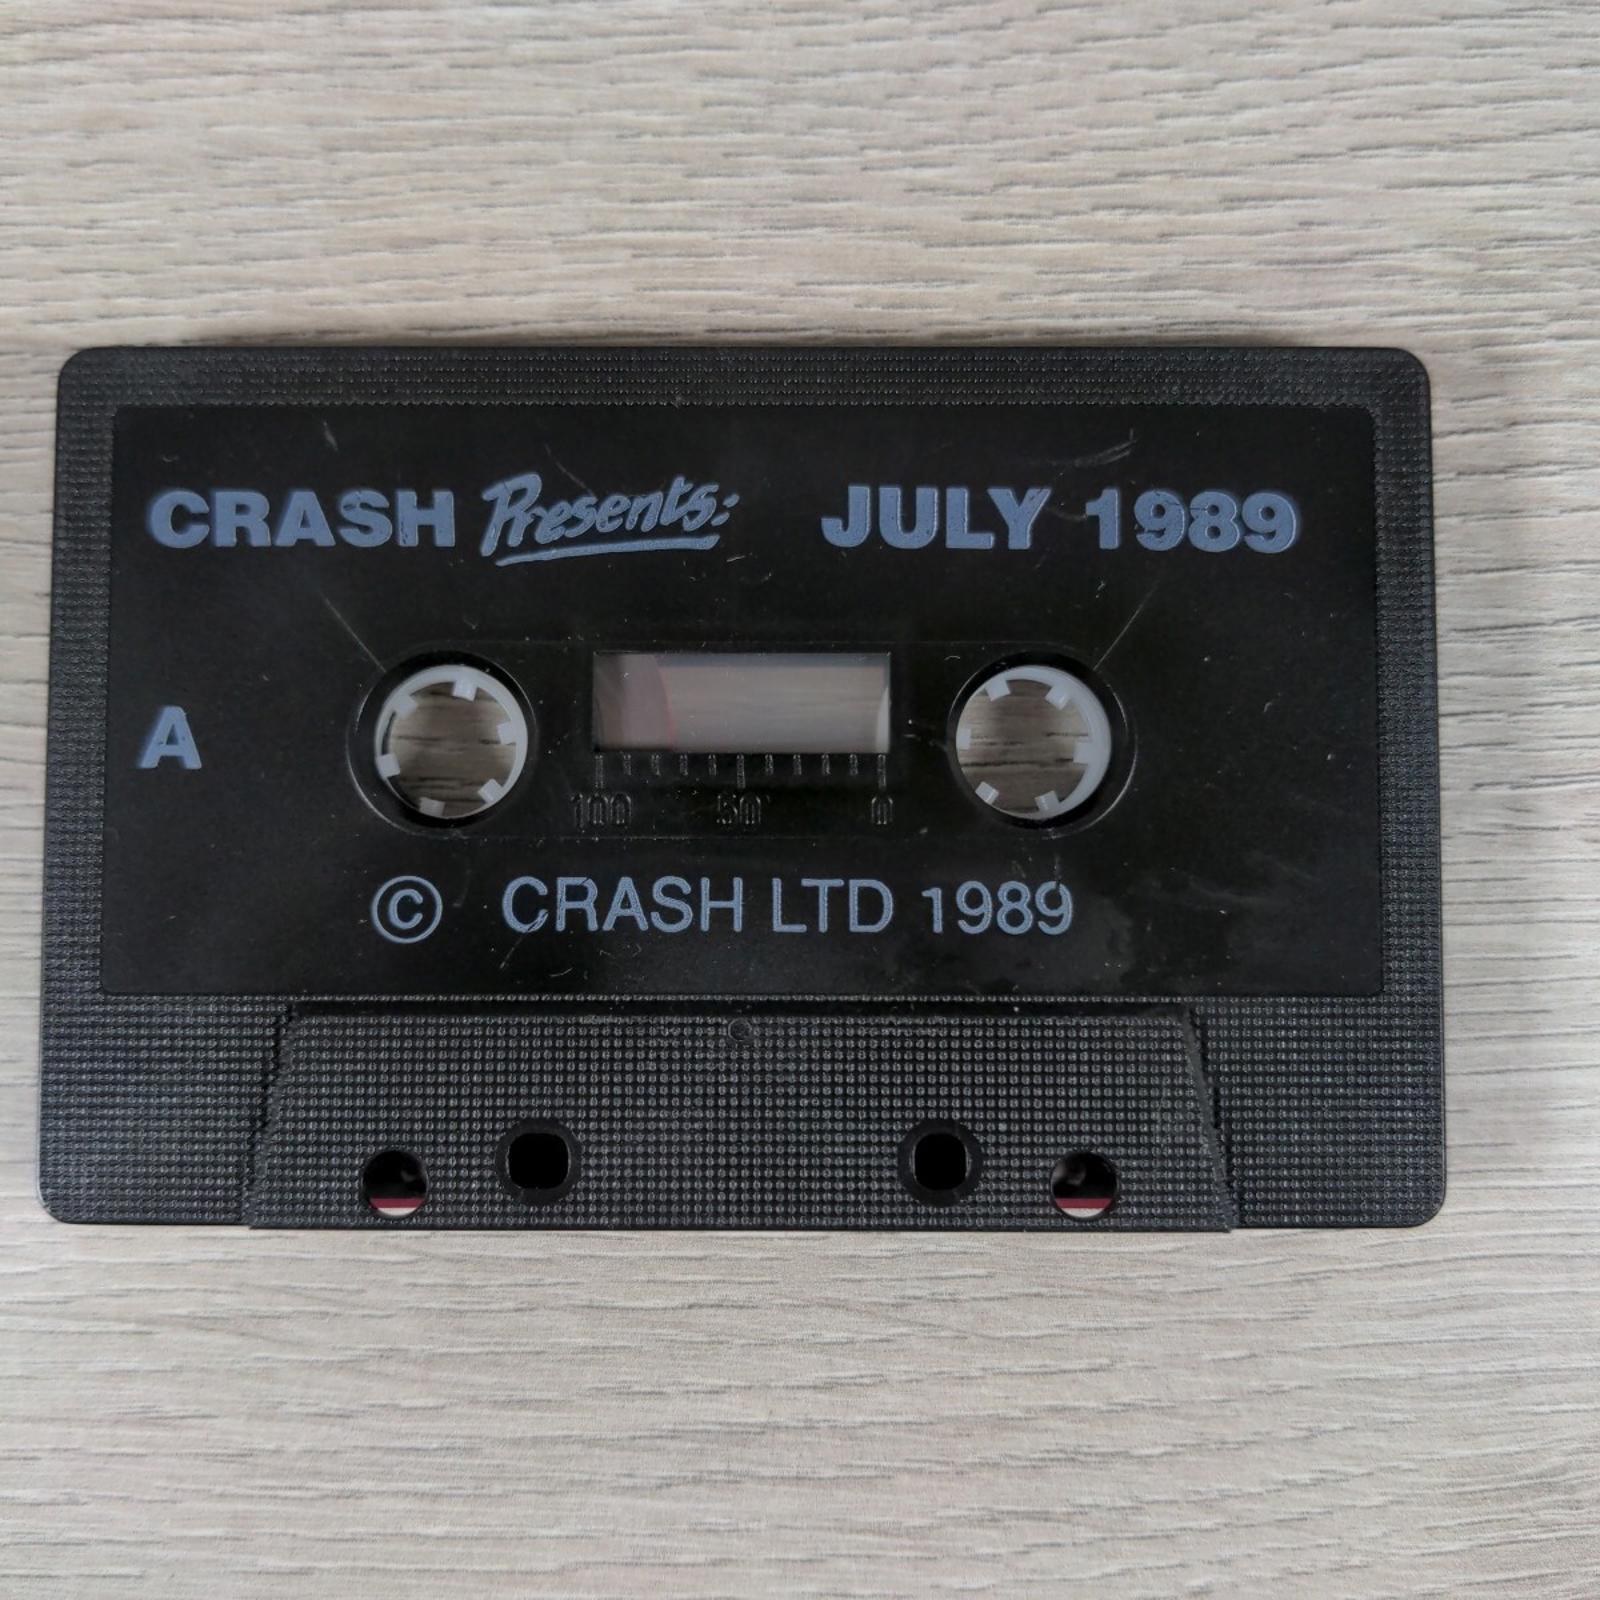 CRASH Presents: JULY 1989
A
100 50 0
© CRASH LTD 1989